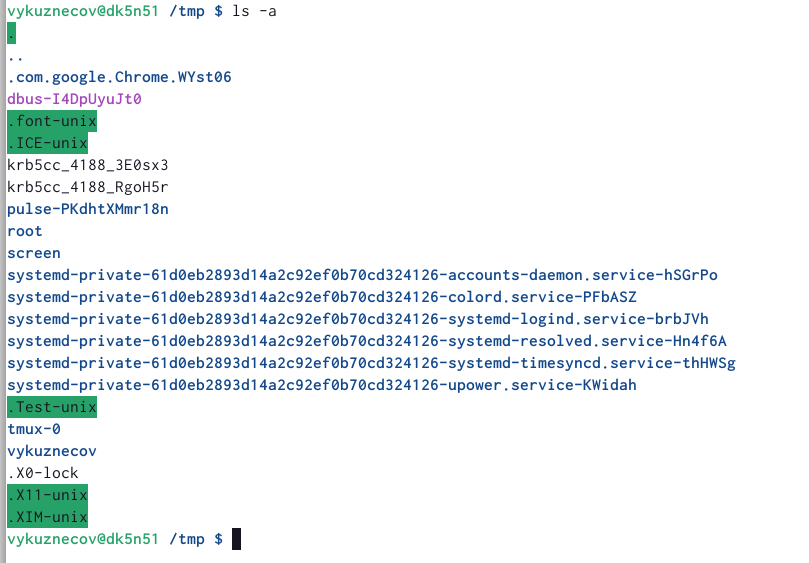 vykuznecov@dk5n51 /tmp $ ls -a
.
..
.com.google.Chrome.WYst06
dbus-I4DpUyuJt0
.font-unix
.ICE-unix
krb5cc_4188_3E0sx3
krb5cc_4188_RgoH5r
pulse-PKdhtXMmr18n
root
screen
systemd-private-61d0eb2893d14a2c92ef0b70cd324126-accounts-daemon.service-hSGrPo
systemd-private-61d0eb2893d14a2c92ef0b70cd324126-colord.service-PFbASZ
systemd-private-61d0eb2893d14a2c92ef0b70cd324126-systemd-logind.service-brbJVh
systemd-private-61d0eb2893d14a2c92ef0b70cd324126-systemd-resolved.service-Hn4f6A
systemd-private-61d0eb2893d14a2c92ef0b70cd324126-systemd-timesyncd.service-thHWSg
systemd-private-61d0eb2893d14a2c92ef0b70cd324126-upower.service-KWidah
.Test-unix
tmux-0
vykuznecov
.X0-lock
.X11-unix
.XIM-unix
vykuznecov@dk5n51 /tmp $